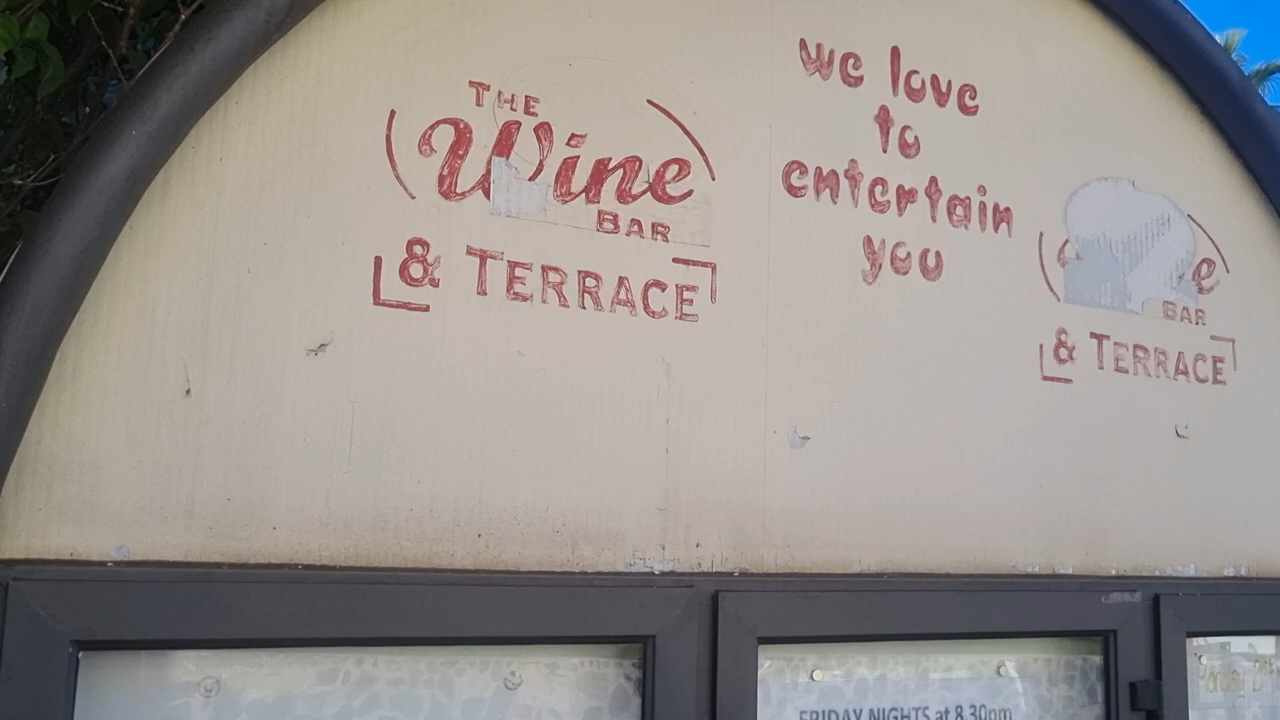 THE
Wine
BAR
& TERRACE
we love
to
entertain
you
e
BAR
& TERRACE
FRIDAY NIGHTS at 8.30pm